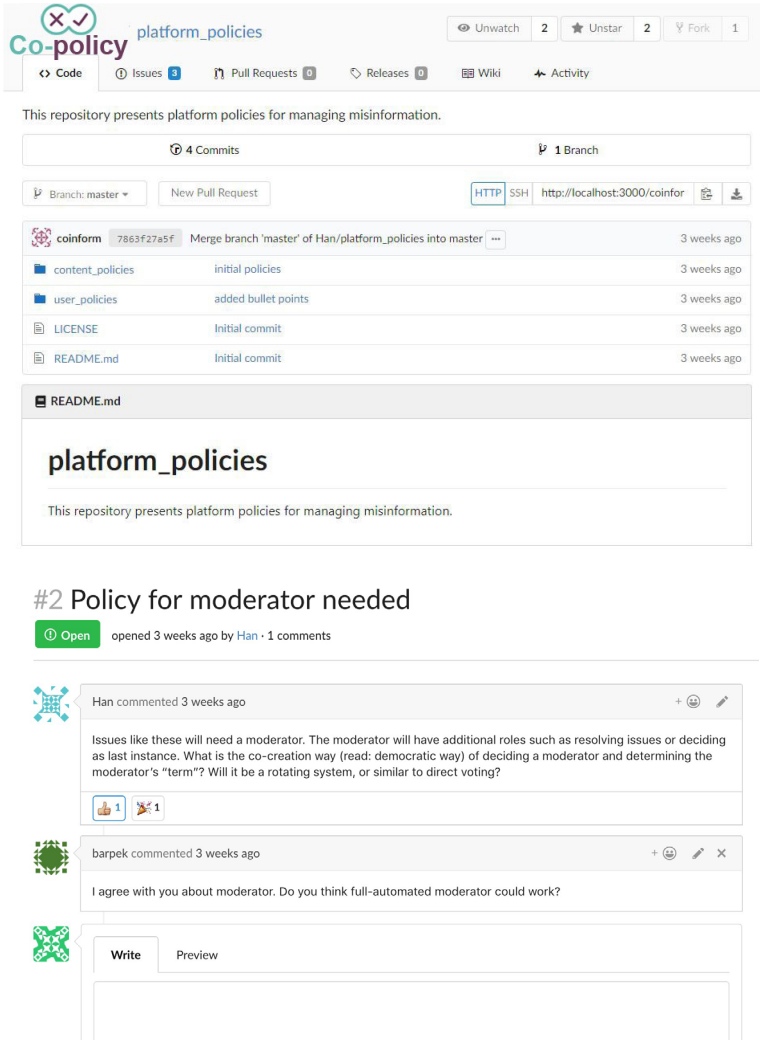 Co-policy
platform_policies
Unwatch 2 Unstar 2 Fork 1
Code Issues 3 Pull Requests 0 Releases 0 Wiki Activity
This repository presents platform policies for managing misinformation.
4 Commits 1 Branch
Branch: master New Pull Request HTTP SSH http://localhost:3000/coinfor
coinform 7863f27a5f Merge branch 'master' of Han/platform_policies into master ... 3 weeks ago
content_policies initial policies 3 weeks ago
user_policies added bullet points 3 weeks ago
LICENSE Initial commit 3 weeks ago
README.md Initial commit 3 weeks ago
README.md
platform_policies
This repository presents platform policies for managing misinformation.
#2 Policy for moderator needed
Open opened 3 weeks ago by Han · 1 comments
Han commented 3 weeks ago +
Issues like these will need a moderator. The moderator will have additional roles such as resolving issues or deciding
as last instance. What is the co-creation way (read: democratic way) of deciding a moderator and determining the
moderator's “term”? Will it be a rotating system, or similar to direct voting?
1 1
barpek commented 3 weeks ago +
I agree with you about moderator. Do you think full-automated moderator could work?
Write Preview